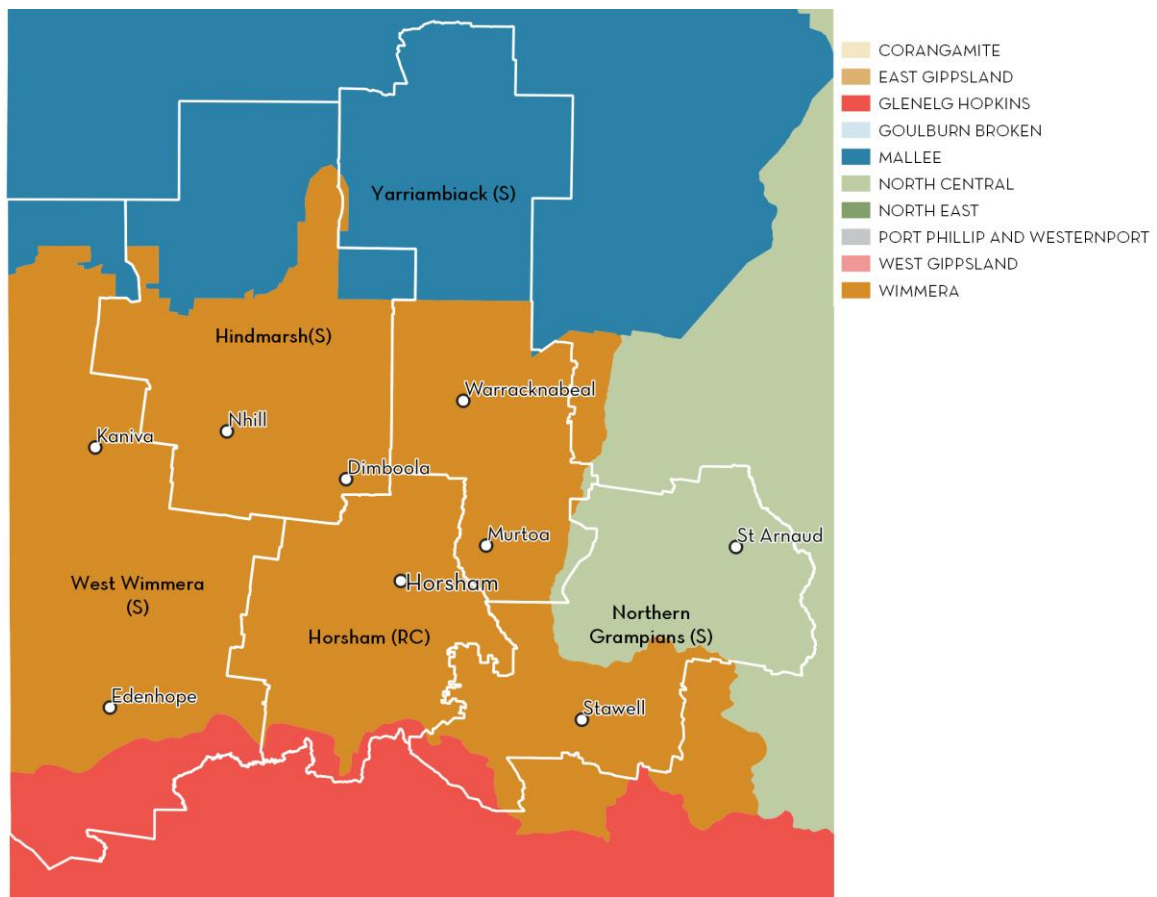 CORANGAMITE
EAST GIPPSLAND
GLENELG HOPKINS
GOULBURN BROKEN
MALLEE
NORTH CENTRAL
NORTH EAST
PORT PHILLIP AND WESTERNPORT
WEST GIPPSLAND
WIMMERA
Yarriambiack (S)
Hindmarsh(S)
Warracknabeal
Nhill
Kaniva
Dimboola
Murtoa
St Arnaud
West Wimmera
(S)
Horsham
Horsham (RC)
Northern
Grampians (S)
Edenhope
Stawell